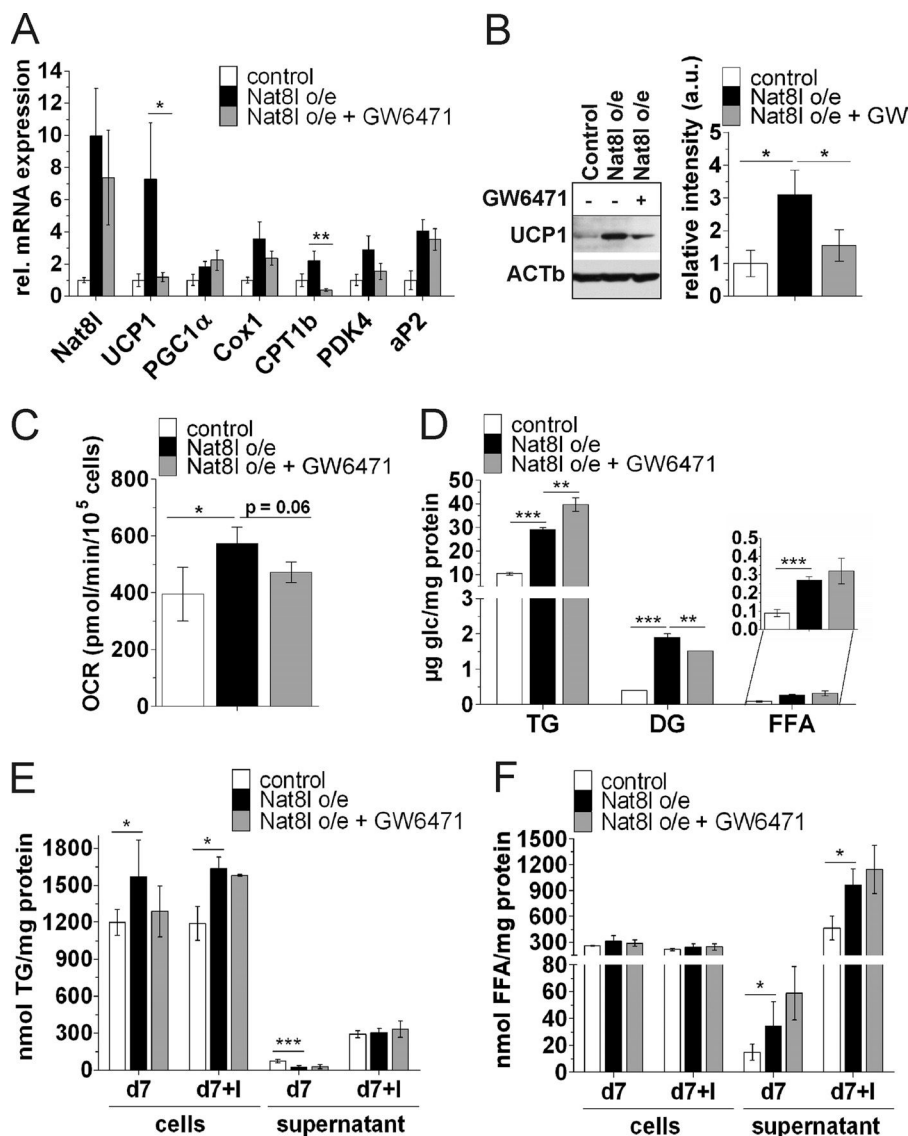 A
control
Nat8l o/e
Nat8l o/e + GW6471
rel. mRNA expression
14
12
10
8
6
4
2
0
*
**
Nat8l
UCP1
PGC1α
Cox1
CPT1b
PDK4
aP2
B
control
Nat8l o/e
Nat8l o/e + GW
Control
Nat8l o/e
Nat8l o/e
GW6471
- - +
UCP1
ACTb
relative intensity (a.u.)
5
4
3
2
1
0
* *
C
control
Nat8l o/e
Nat8l o/e + GW6471
OCR (pmol/min/10⁵ cells)
800
600
400
200
0
* p = 0.06
D
control
Nat8l o/e
Nat8l o/e + GW6471
µg glc/mg protein
50
40
30
20
10
2
1
0
*** **
*** **
0.5
0.4
0.3
0.2
0.1
0.0
***
TG DG FFA
E
control
Nat8l o/e
Nat8l o/e + GW6471
nmol TG/mg protein
1800
1500
1200
900
600
300
0
* *
***
d7 d7+I d7 d7+I
cells supernatant
F
control
Nat8l o/e
Nat8l o/e + GW6471
nmol FFA/mg protein
1500
1200
900
600
300
80
60
40
20
0
*
*
d7 d7+I d7 d7+I
cells supernatant